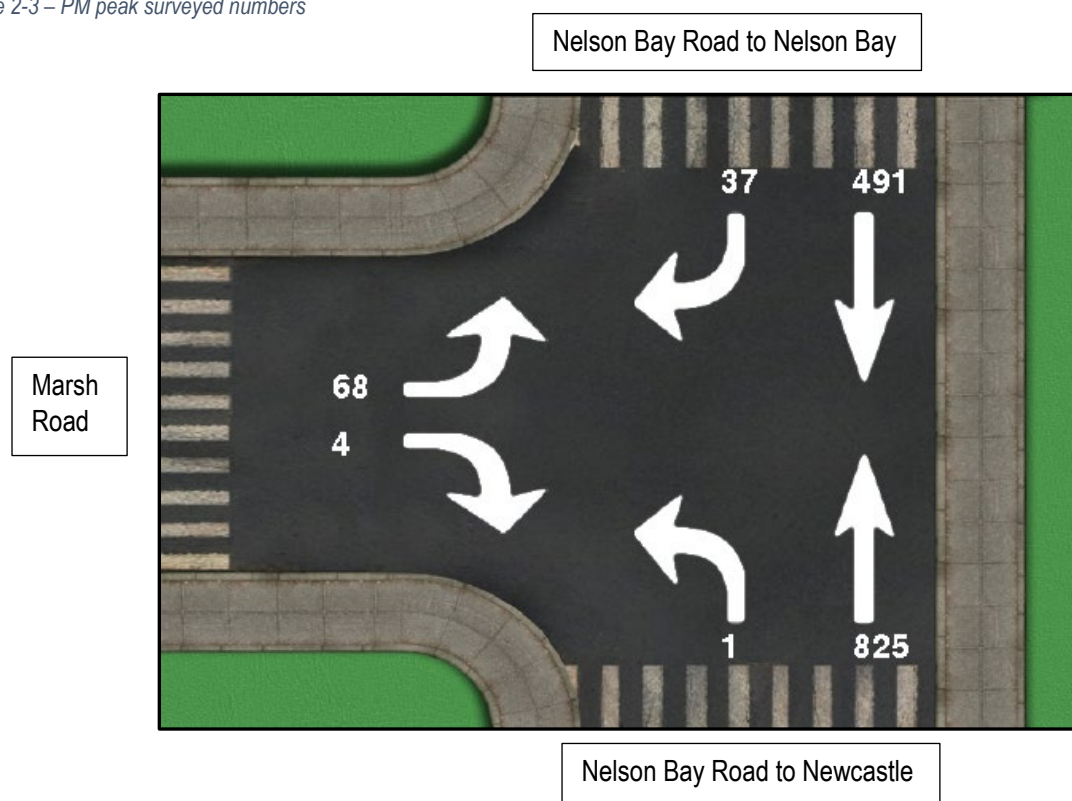 2-3 – PM peak surveyed numbers
Nelson Bay Road to Nelson Bay
37 491
Marsh
Road
68
4
1 825
Nelson Bay Road to Newcastle